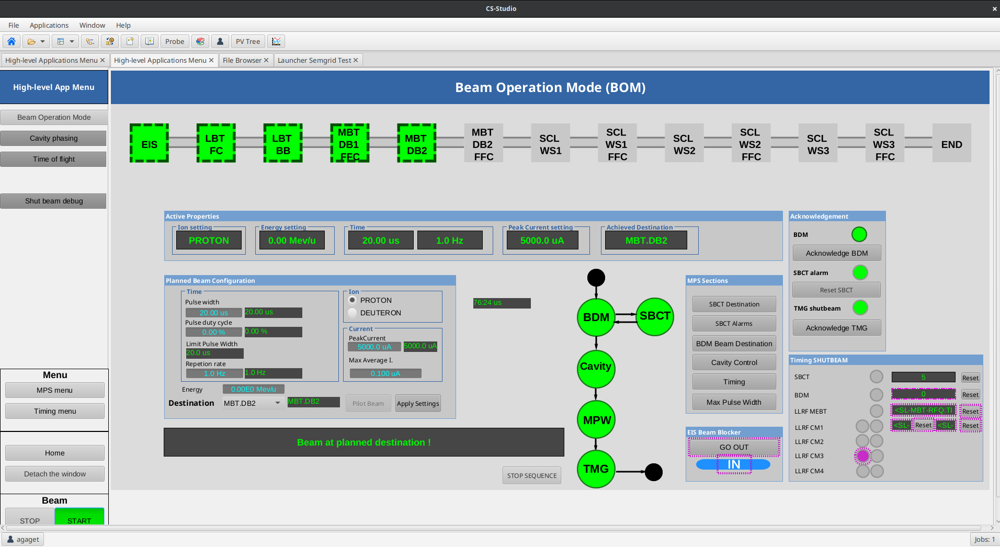 CS-Studio
File Applications Window Help
Probe PV Tree
High-level Applications Menu High-level Applications Menu File Browser Launcher Semgrid Test
High-level App Menu
Beam Operation Mode
Cavity phasing
Time of flight
Shut beam debug
Menu
MPS menu
Timing menu
Home
Detach the window
Beam
STOP START
Beam Operation Mode (BOM)
EIS
LBT
FC
LBT
BB
MBT
DB1
FFC
MBT
DB2
MBT
DB2
FFC
SCL
WS1
SCL
WS1
FFC
SCL
WS2
SCL
WS2
FFC
SCL
WS3
SCL
WS3
FFC
END
Active Properties
Ion setting
PROTON
Energy setting
0.00 Mev/u
Time
20.00 us 1.0 Hz
Peak Current setting
5000.0 uA
Achieved Destination
MBT.DB2
Planned Beam Configuration
Time
Pulse width
20.00 us 20.00 us
Pulse duty cycle
0.00 % 0.00 %
Limit Pulse Width
20.0 us
Repetion rate
1.0 Hz 1.0 Hz
Ion
PROTON
DEUTERON
Current
PeakCurrent
5000.0 uA 5000.0 uA
Max Average I.
0.100 uA
Energy 0.00E0 Mev/u
Destination MBT.DB2 MBT.DB2 Pilot Beam Apply Settings
Beam at planned destination !
STOP SEQUENCE
76:24 us
BDM
SBCT
Cavity
MPW
TMG
MPS Sections
SBCT Destination
SBCT Alarms
BDM Beam Destination
Cavity Control
Timing
Max Pulse Width
EIS Beam Blocker
GO OUT
IN
Acknowledgement
BDM
Acknowledge BDM
SBCT alarm
Reset SBCT
TMG shutbeam
Acknowledge TMG
Timing SHUTBEAM
SBCT 5 Reset
BDM 0 Reset
LLRF MEBT <SL-MBT-RFQ:TI Reset
LLRF CM1 <SL- Reset <SL- Reset
LLRF CM2
LLRF CM3
LLRF CM4
agaget
Jobs: 1